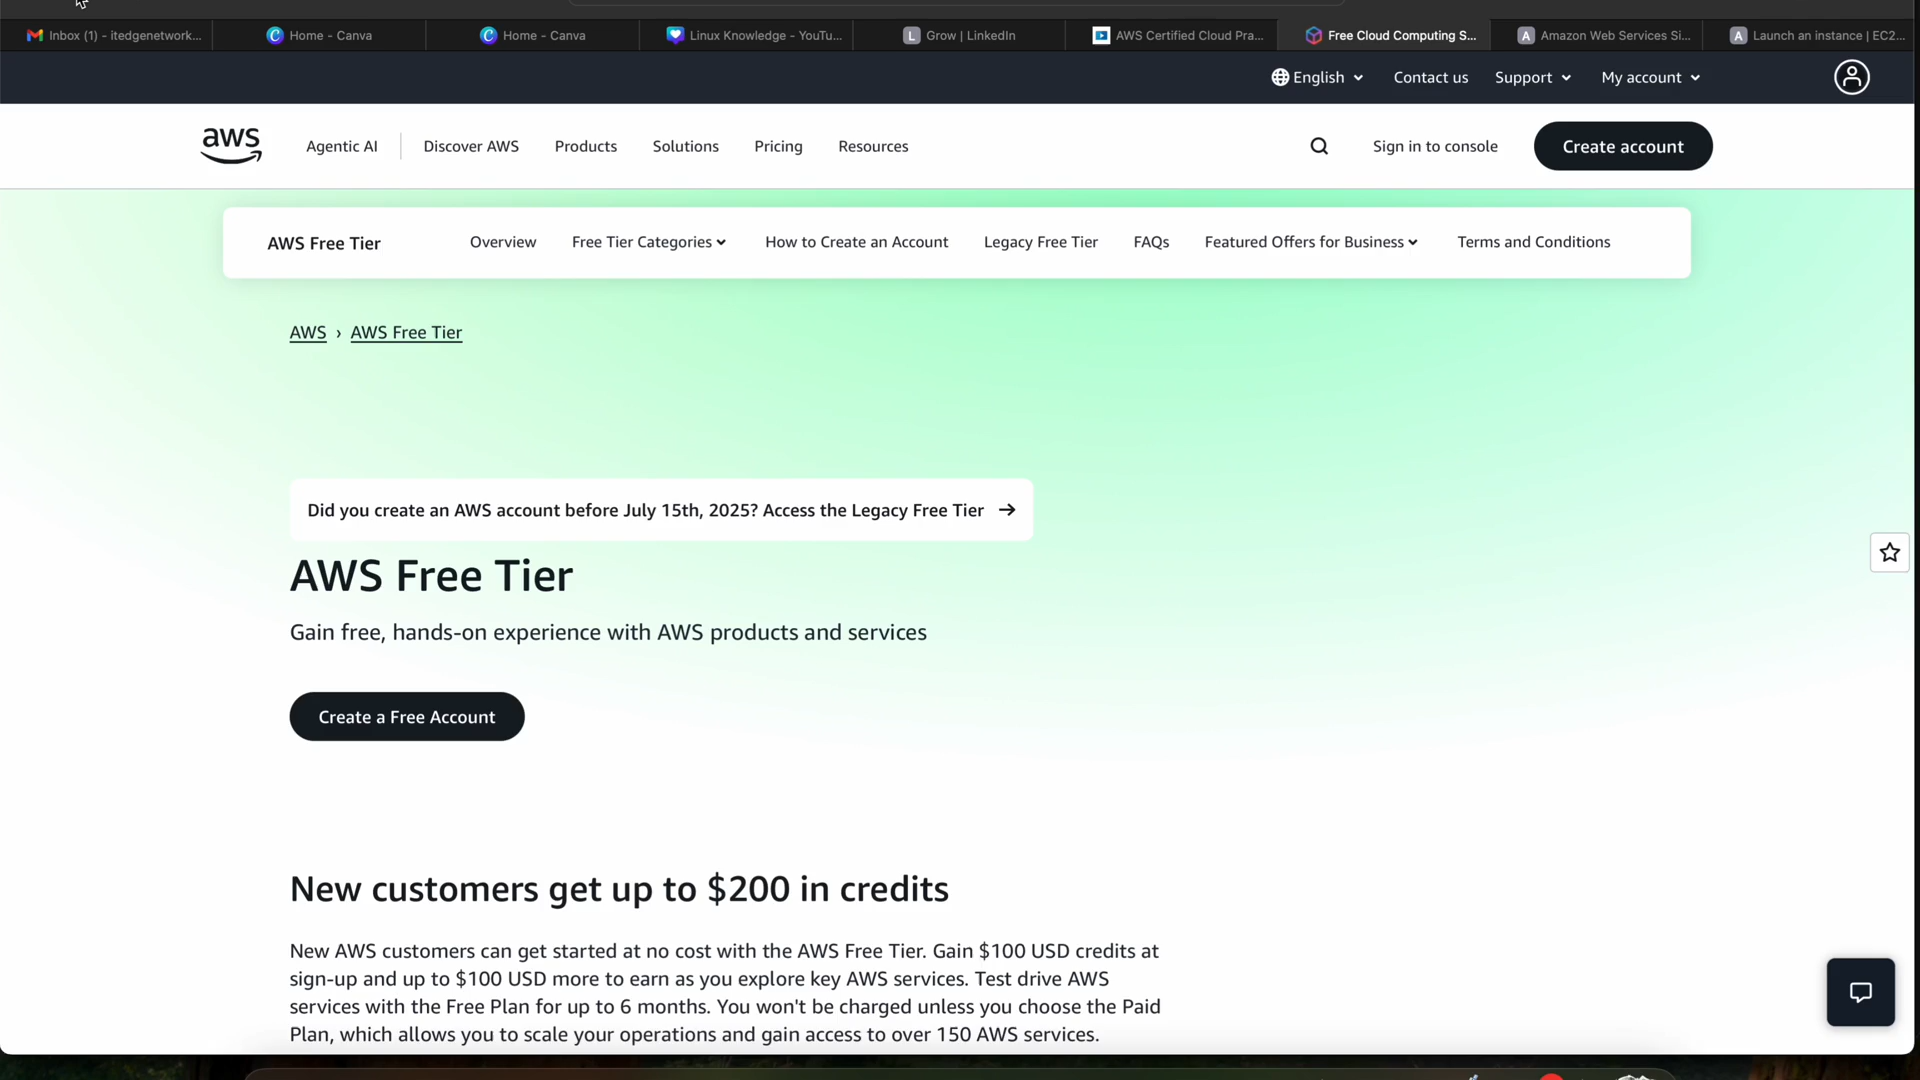 Inbox (1) - itedgenetwork...
Home - Canva
Home - Canva
Linux Knowledge - YouTu...
L Grow | LinkedIn
AWS Certified Cloud Pra...
Free Cloud Computing S...
A Amazon Web Services Si...
A Launch an instance | EC2...
English
Contact us
Support
My account
aws
Agentic AI
Discover AWS
Products
Solutions
Pricing
Resources
Sign in to console
Create account
AWS Free Tier
Overview
Free Tier Categories
How to Create an Account
Legacy Free Tier
FAQs
Featured Offers for Business
Terms and Conditions
AWS › AWS Free Tier
Did you create an AWS account before July 15th, 2025? Access the Legacy Free Tier →
AWS Free Tier
Gain free, hands-on experience with AWS products and services
Create a Free Account
New customers get up to $200 in credits
New AWS customers can get started at no cost with the AWS Free Tier. Gain $100 USD credits at
sign-up and up to $100 USD more to earn as you explore key AWS services. Test drive AWS
services with the Free Plan for up to 6 months. You won't be charged unless you choose the Paid
Plan, which allows you to scale your operations and gain access to over 150 AWS services.